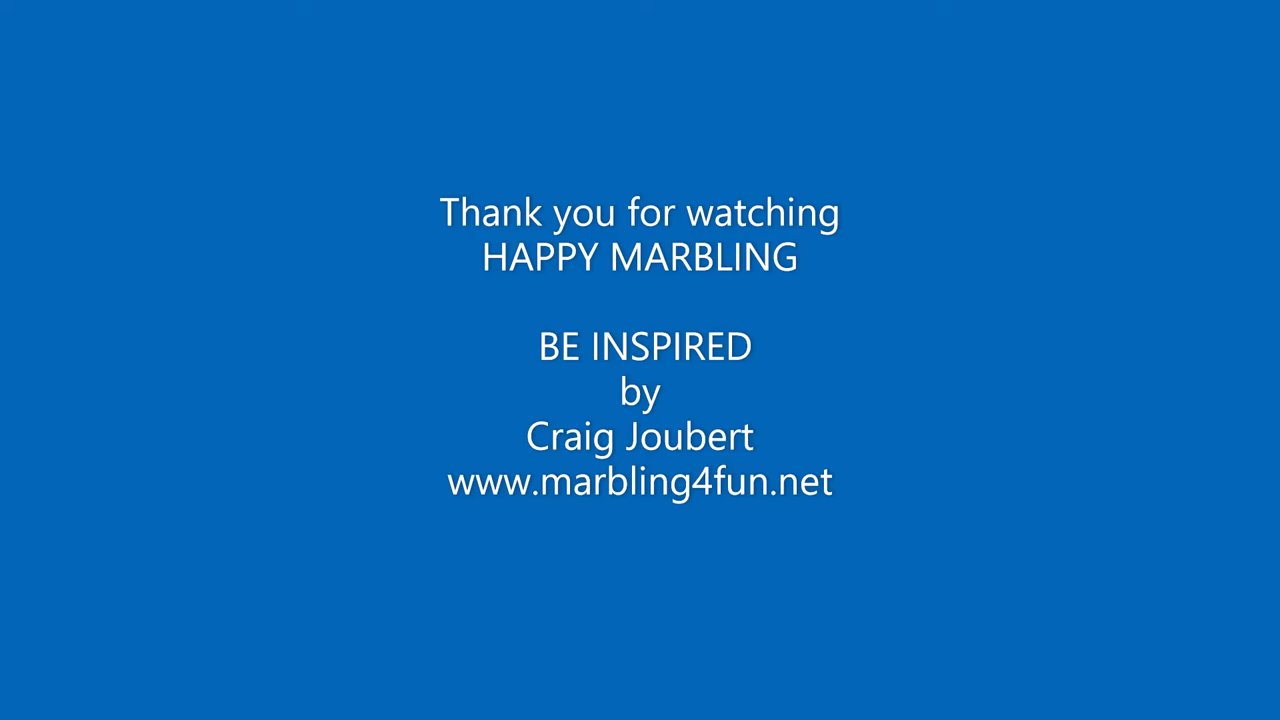 Thank you for watching
HAPPY MARBLING
BE INSPIRED
by
Craig Joubert
www.marbling4fun.net